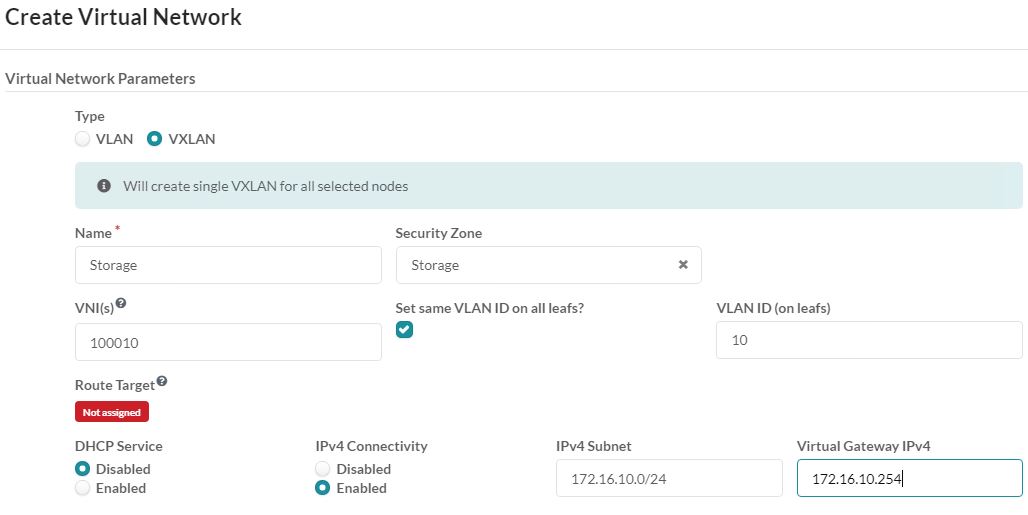 Create Virtual Network
Virtual Network Parameters
Type
VLAN VXLAN
Will create single VXLAN for all selected nodes
Name * Security Zone
Storage Storage
VNI(s) Set same VLAN ID on all leafs? VLAN ID (on leafs)
100010 10
Route Target
Not assigned
DHCP Service IPv4 Connectivity IPv4 Subnet Virtual Gateway IPv4
Disabled Disabled 172.16.10.0/24 172.16.10.254
Enabled Enabled